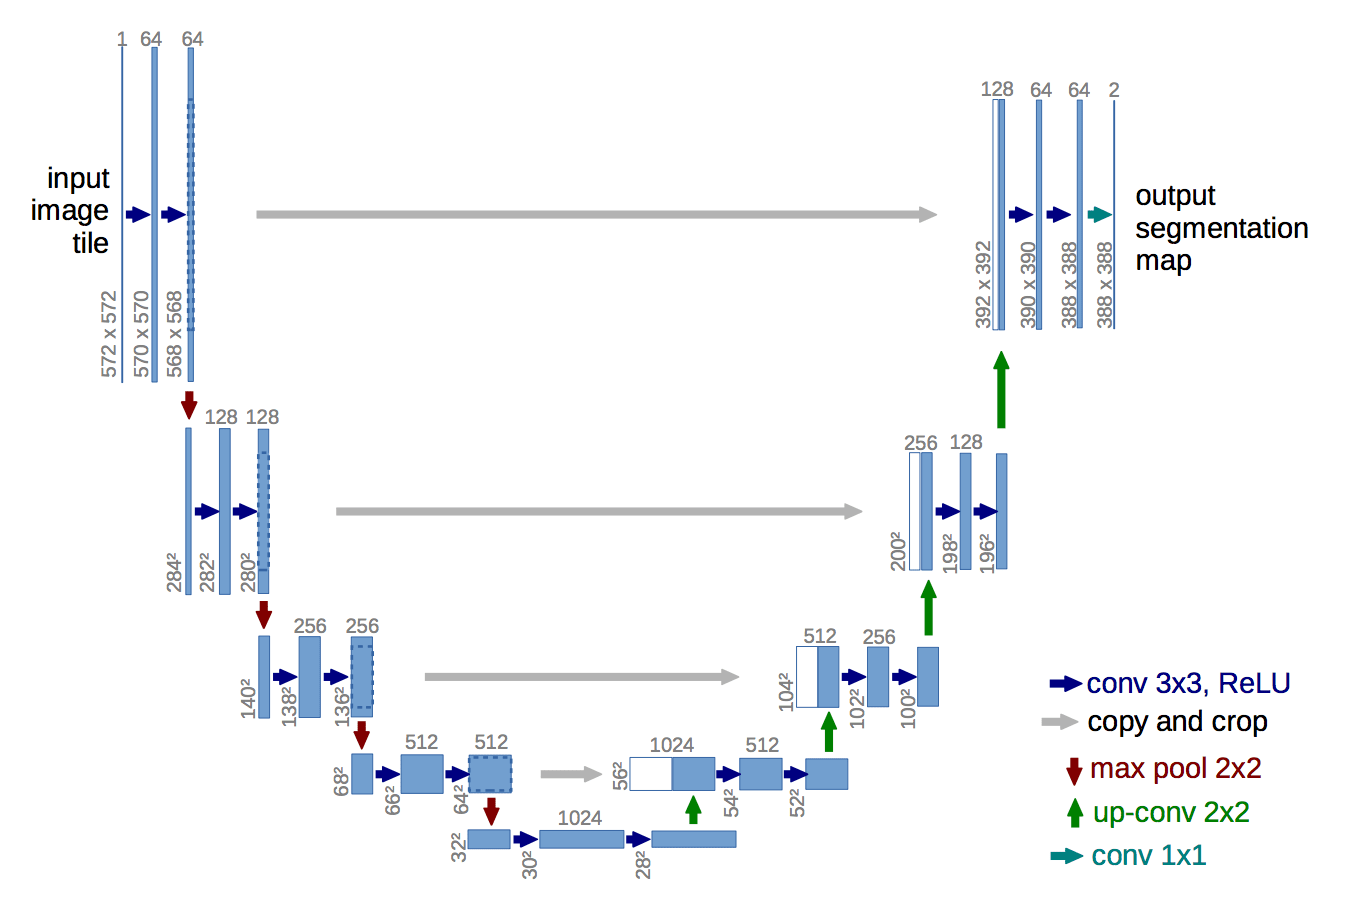 1 64 64
input
image
tile
572 x 572
570 x 570
568 x 568
128 64 64 2
392 x 392
390 x 390
388 x 388
388 x 388
output
segmentation
map
128 128
284²
282²
280²
256 128
200²
198²
196²
256 256
140²
138²
136²
512 256
104²
102²
100²
512 512
68²
66²
64²
1024 512
56²
54²
52²
1024
32²
30²
28²
conv 3x3, ReLU
copy and crop
max pool 2x2
up-conv 2x2
conv 1x1